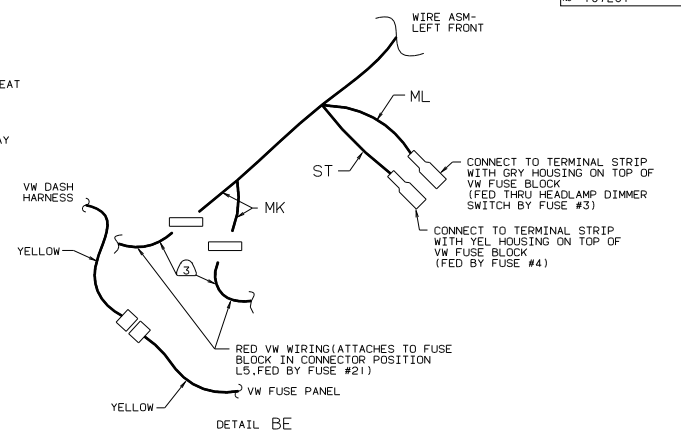 WIRE ASM-
LEFT FRONT
EAT
AY
ML
ST
CONNECT TO TERMINAL STRIP
WITH GRY HOUSING ON TOP OF
VW FUSE BLOCK
(FED THRU HEADLAMP DIMMER
SWITCH BY FUSE #3)
VW DASH
HARNESS
MK
CONNECT TO TERMINAL STRIP
WITH YEL HOUSING ON TOP OF
VW FUSE BLOCK
(FED BY FUSE #4)
YELLOW
3
RED VW WIRING(ATTACHES TO FUSE
BLOCK IN CONNECTOR POSITION
L5,FED BY FUSE #21)
VW FUSE PANEL
YELLOW
DETAIL BE